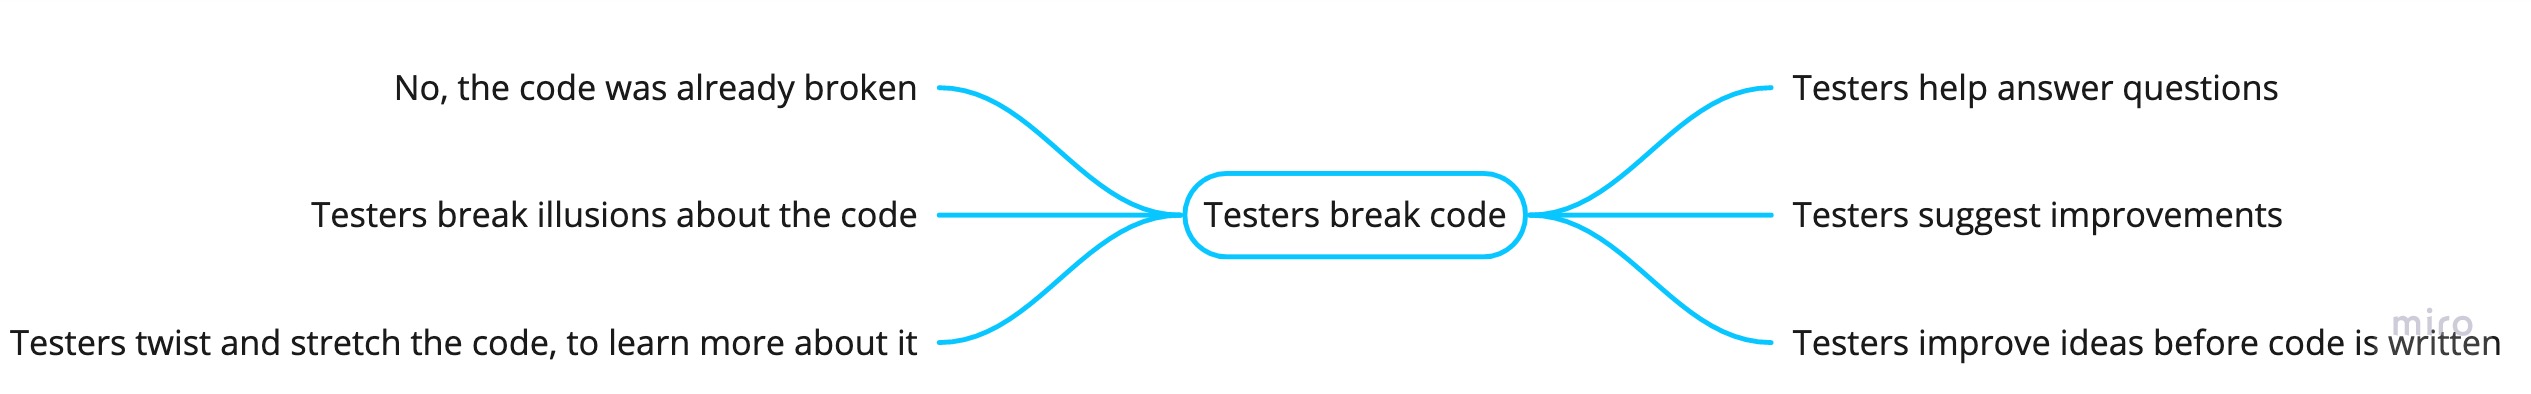 No, the code was already broken
Testers break illusions about the code
Testers twist and stretch the code, to learn more about it
Testers break code
Testers help answer questions
Testers suggest improvements
Testers improve ideas before code is written
miro